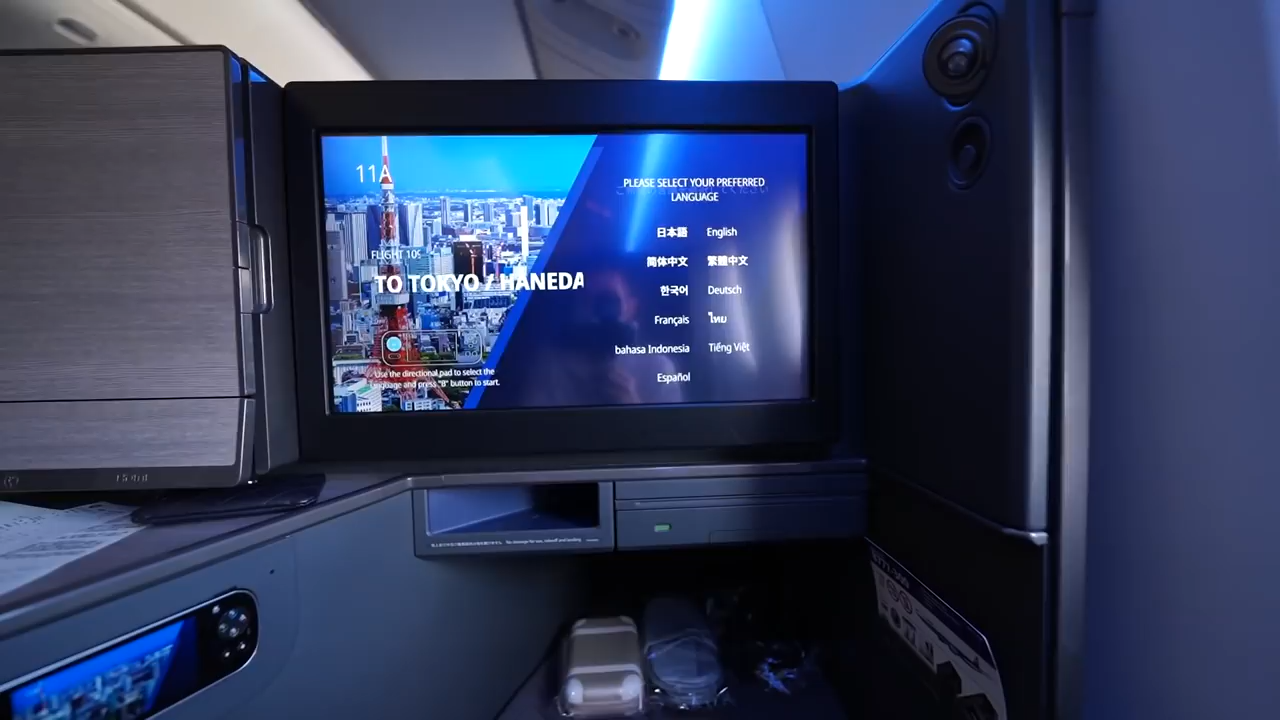 11A
FLIGHT 109
TO TOKYO / HANEDA
Use the directional pad to select the
language and press "B" button to start.
PLEASE SELECT YOUR PREFERRED
LANGUAGE
日本語 English
简体中文 繁體中文
한국어 Deutsch
Français ไทย
bahasa Indonesia Tiếng Việt
Español